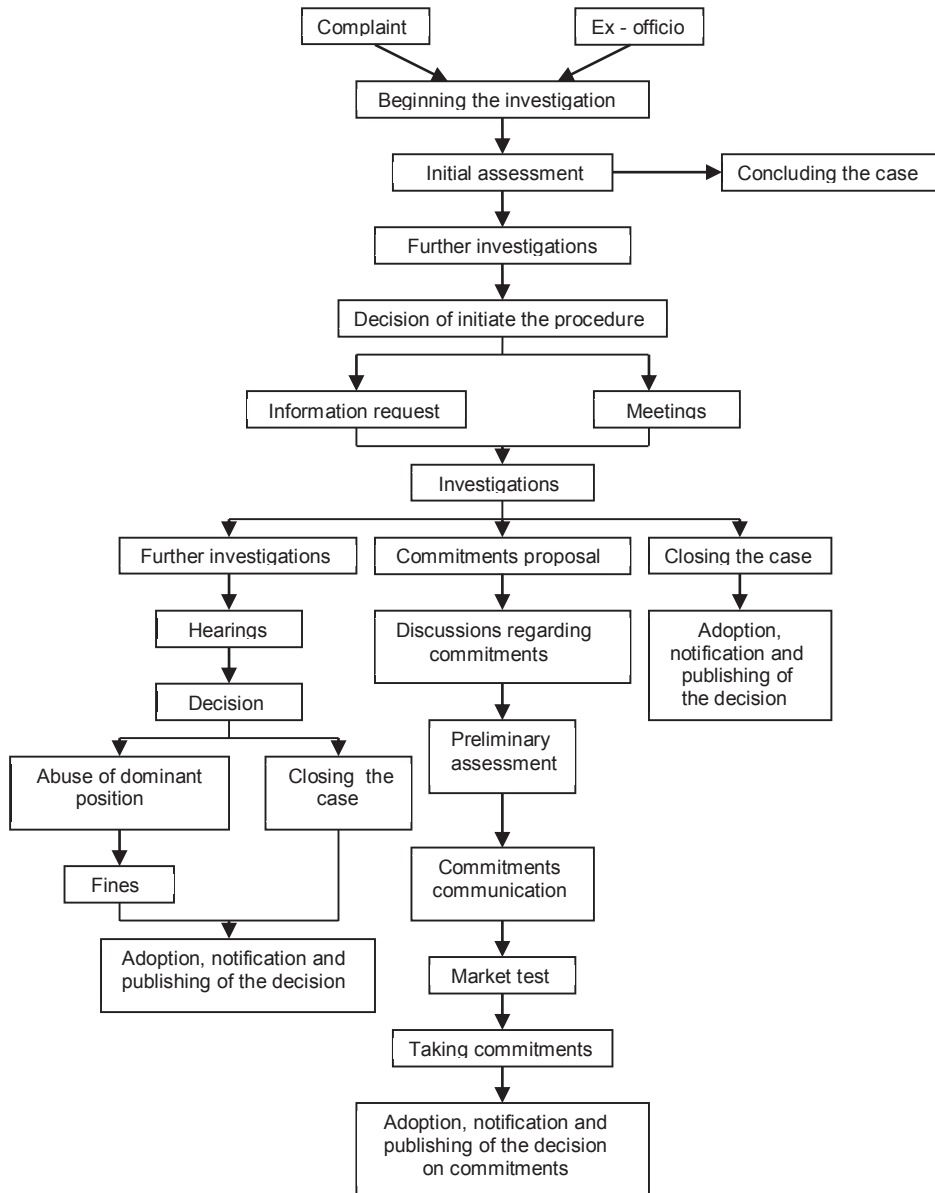 Complaint
Ex - officio
Beginning the investigation
Initial assessment
Concluding the case
Further investigations
Decision of initiate the procedure
Information request
Meetings
Investigations
Further investigations
Commitments proposal
Closing the case
Hearings
Discussions regarding
commitments
Adoption,
notification and
publishing of
the decision
Decision
Preliminary
assessment
Abuse of dominant
position
Closing the
case
Commitments
communication
Fines
Adoption, notification and
publishing of the decision
Market test
Taking commitments
Adoption, notification and
publishing of the decision
on commitments